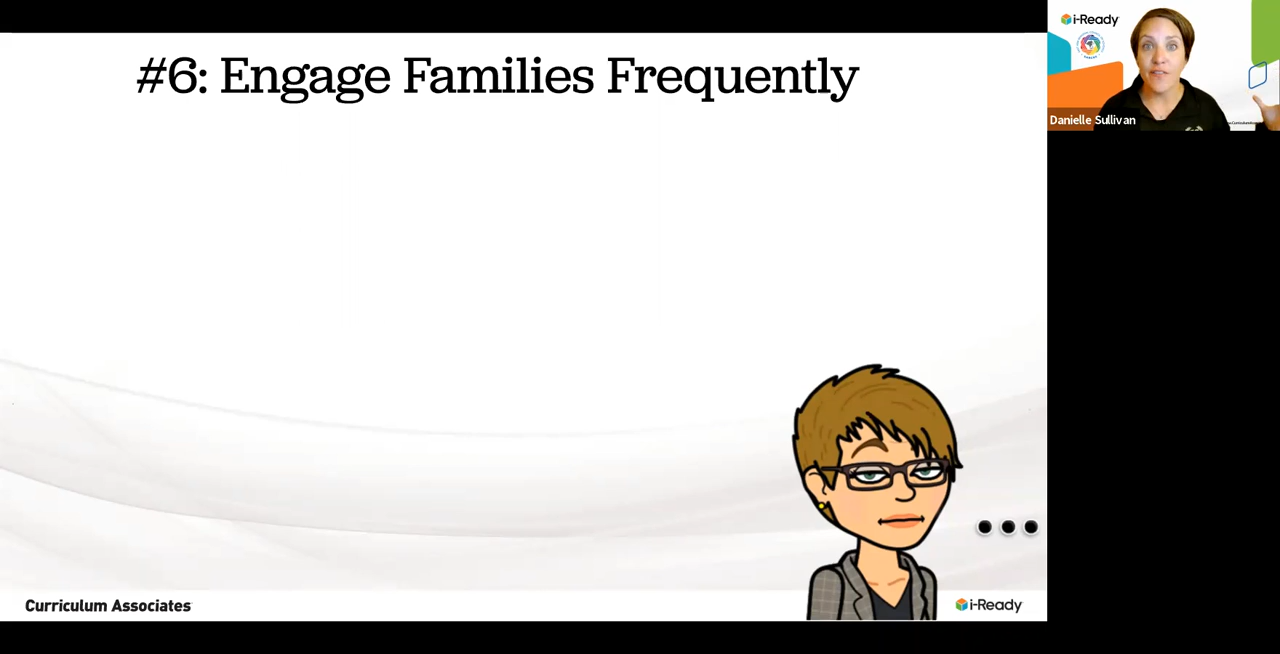 #6: Engage Families Frequently
i-Ready
Danielle Sullivan
Curriculum Associates
i-Ready